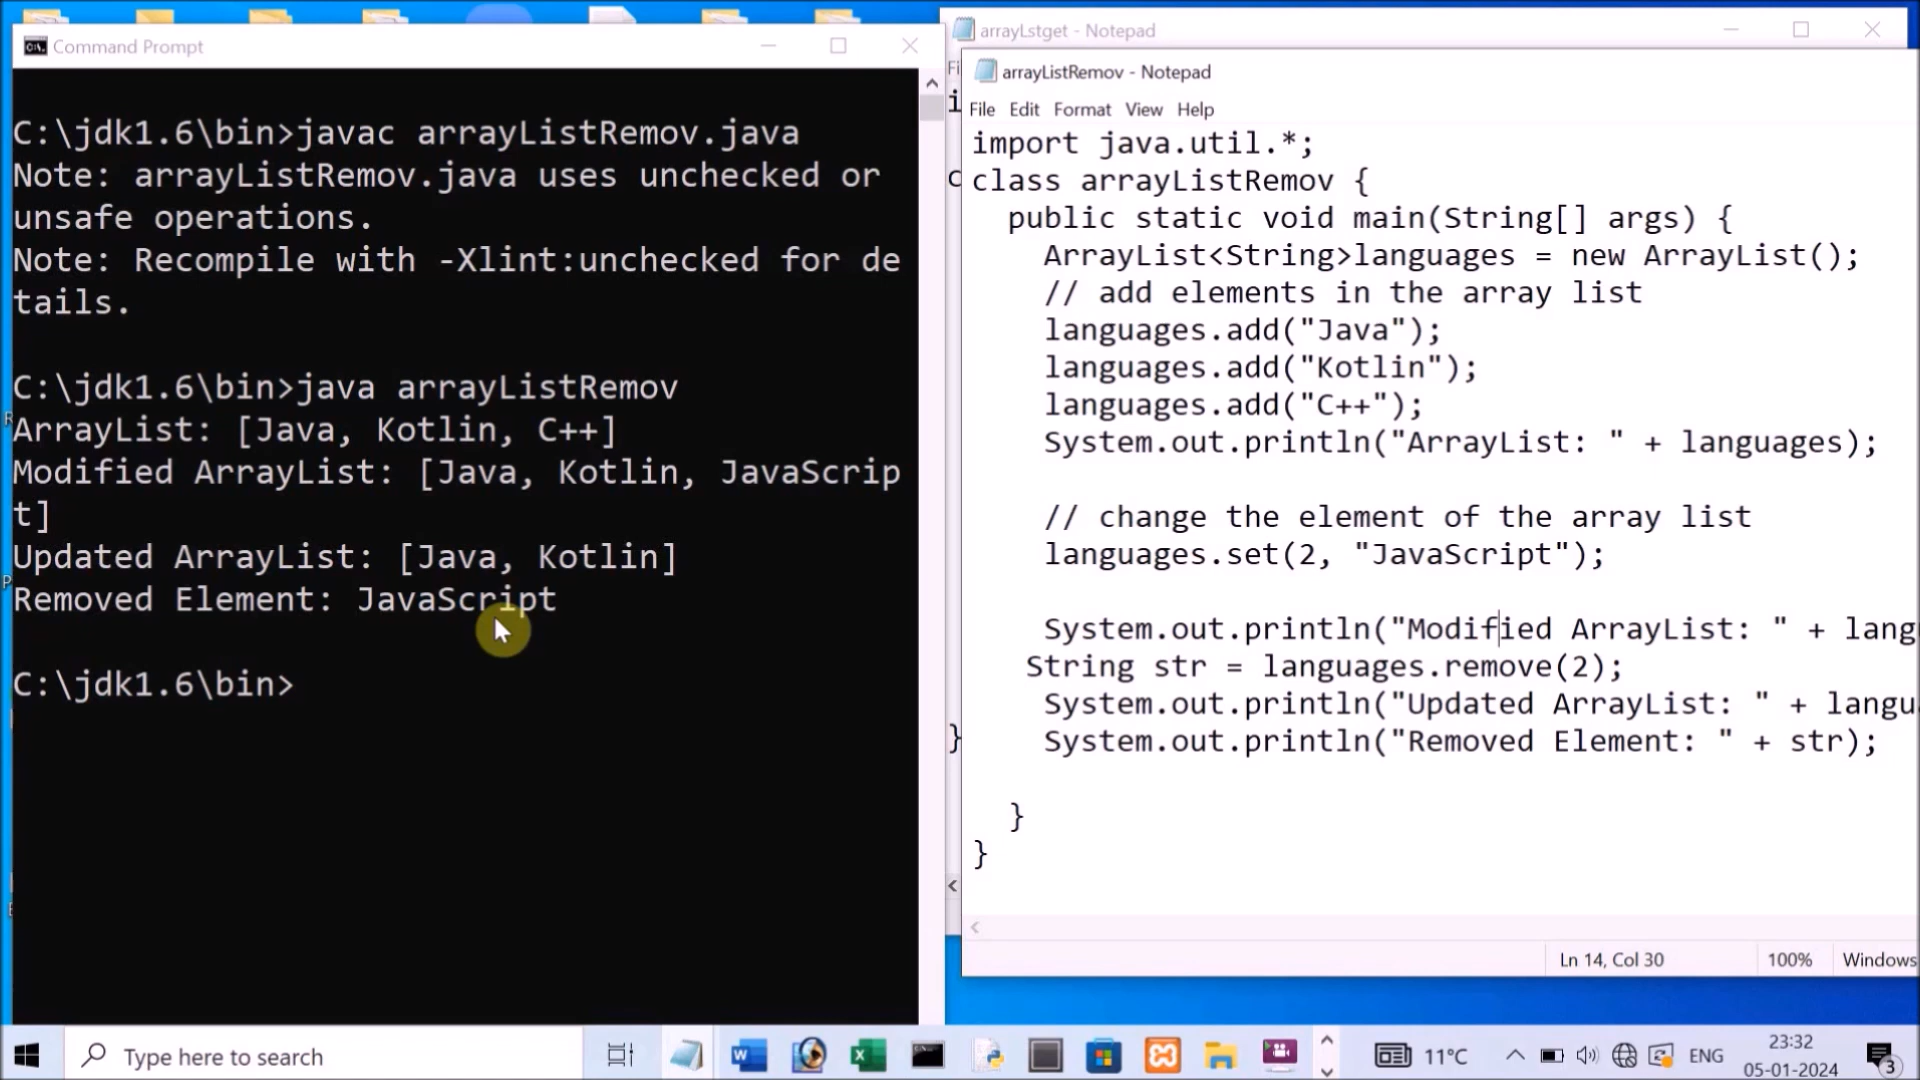 Command Prompt
C:\jdk1.6\bin>javac arrayListRemov.java
Note: arrayListRemov.java uses unchecked or
unsafe operations.
Note: Recompile with -Xlint:unchecked for de
tails.
C:\jdk1.6\bin>java arrayListRemov
ArrayList: [Java, Kotlin, C++]
Modified ArrayList: [Java, Kotlin, JavaScrip
t]
Updated ArrayList: [Java, Kotlin]
Removed Element: JavaScript
C:\jdk1.6\bin>
arrayLstget - Notepad
Fi
i
c
}
arrayListRemov - Notepad
File Edit Format View Help
import java.util.*;
class arrayListRemov {
public static void main(String[] args) {
ArrayList<String>languages = new ArrayList();
// add elements in the array list
languages.add("Java");
languages.add("Kotlin");
languages.add("C++");
System.out.println("ArrayList: " + languages);
// change the element of the array list
languages.set(2, "JavaScript");
System.out.println("Modified ArrayList: " + lang
String str = languages.remove(2);
System.out.println("Updated ArrayList: " + langu
System.out.println("Removed Element: " + str);
}
}
Ln 14, Col 30 100% Windows
Type here to search
11°C
ENG
23:32
05-01-2024
3